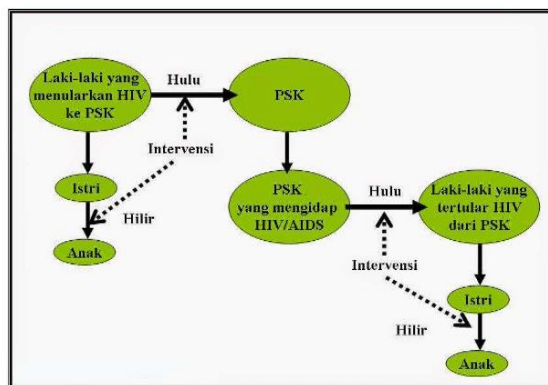 Laki-laki yang
menularkan HIV
ke PSK
Hulu
PSK
Intervensi
Istri
Hilir
Anak
PSK
yang mengidap
HIV/AIDS
Hulu
Laki-laki yang
tertular HIV
dari PSK
Intervensi
Istri
Hilir
Anak